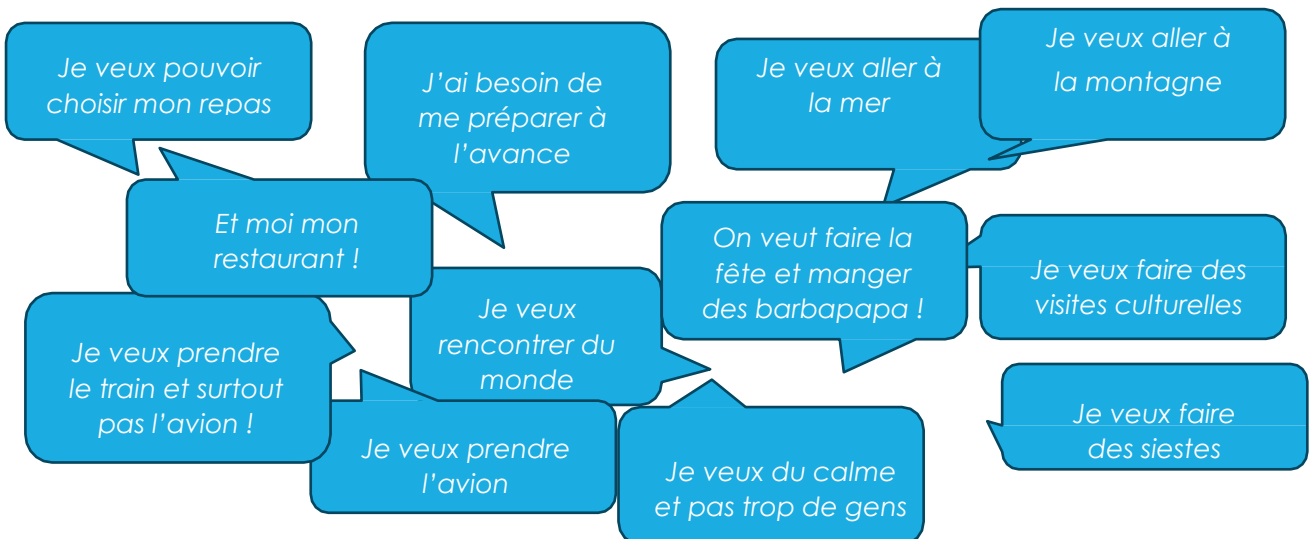 Je veux pouvoir
choisir mon repas
J'ai besoin de
me préparer à
l'avance
Je veux aller à
la mer
Je veux aller à
la montagne
Et moi mon
restaurant !
On veut faire la
fête et manger
des barbapapa !
Je veux faire des
visites culturelles
Je veux prendre
le train et surtout
pas l'avion !
Je veux
rencontrer du
monde
Je veux prendre
l'avion
Je veux du calme
et pas trop de gens
Je veux faire
des siestes